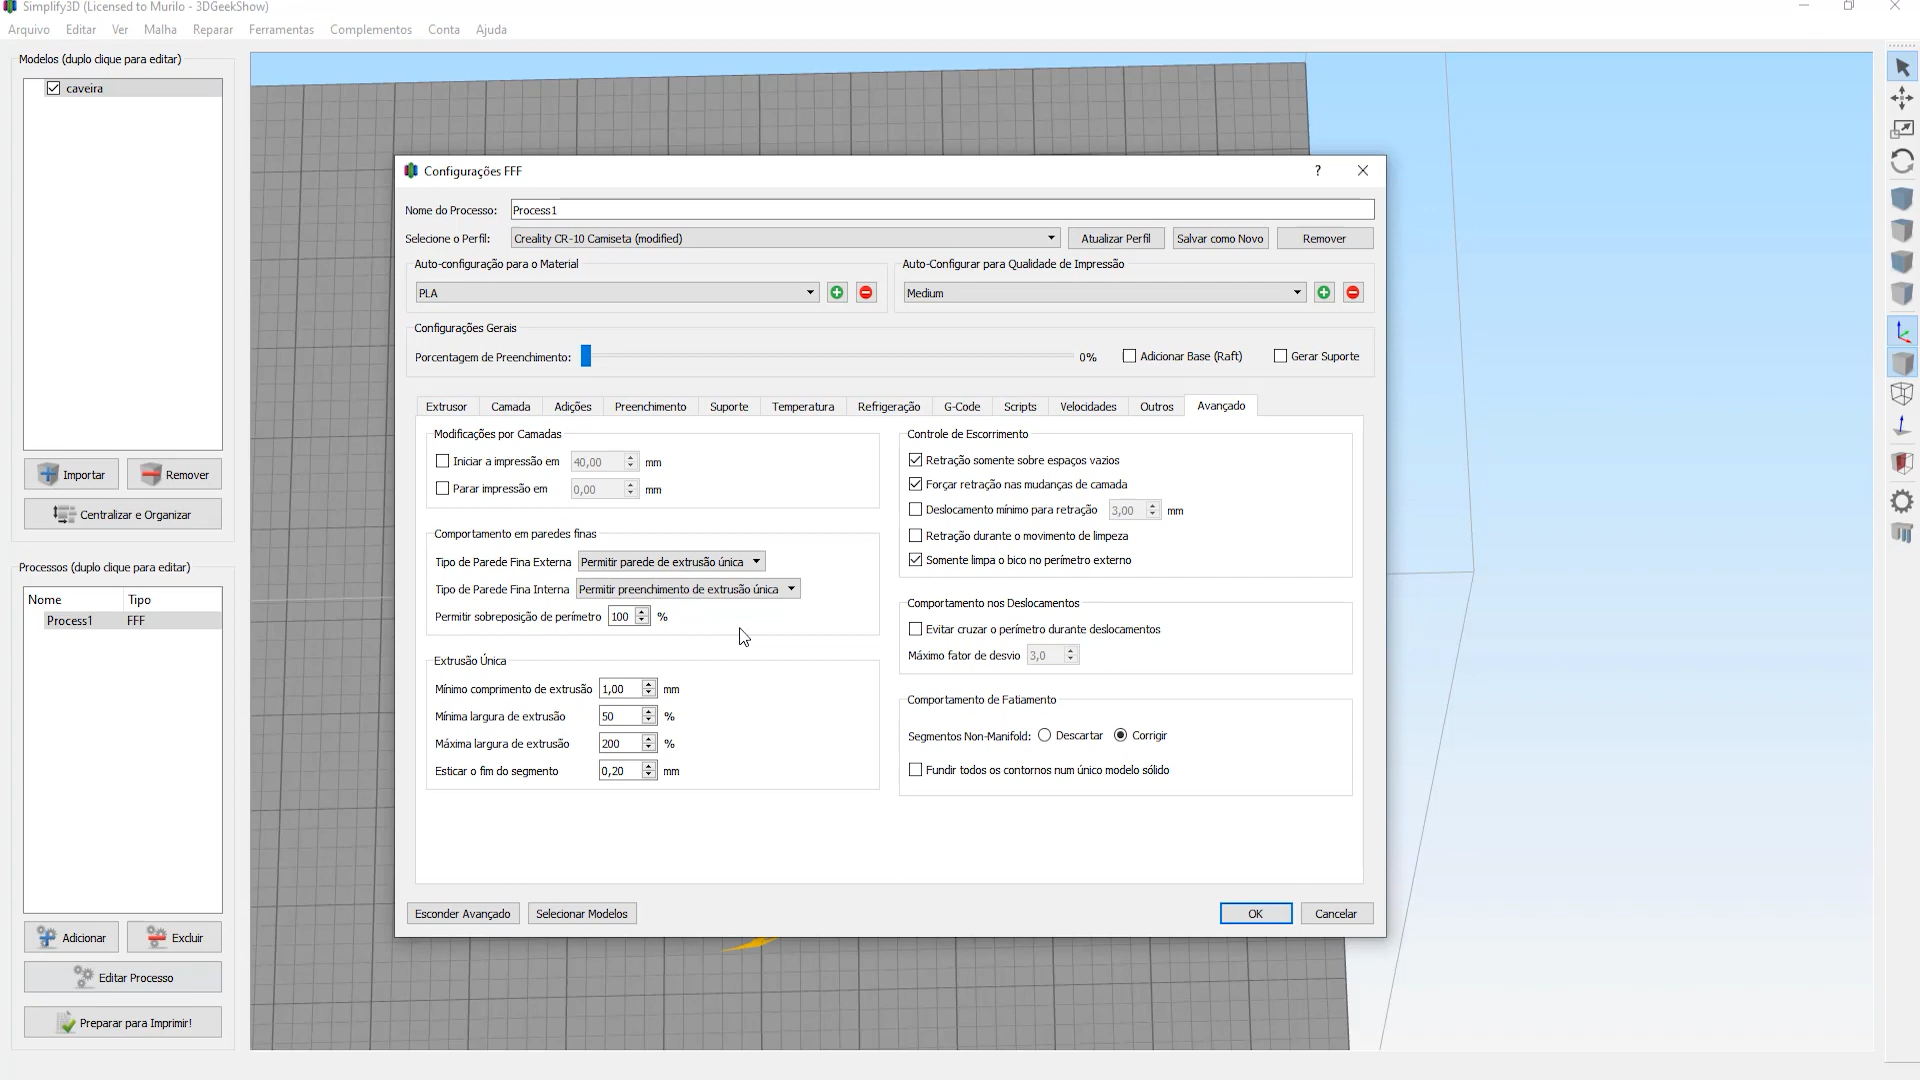 Simplify3D (Licensed to Murilo - 3DGeekShow)
Arquivo Editar Ver Malha Reparar Ferramentas Complementos Conta Ajuda
Modelos (duplo clique para editar)
caveira
Importar Remover
Centralizar e Organizar
Processos (duplo clique para editar)
Nome Tipo
Process1 FFF
Adicionar Excluir
Editar Processo
Preparar para Imprimir!
Configurações FFF ?
Nome do Processo: Process1
Selecione o Perfil: Creality CR-10 Camiseta (modified) Atualizar Perfil Salvar como Novo Remover
Auto-configuração para o Material Auto-Configurar para Qualidade de Impressão
PLA Medium
Configurações Gerais
Porcentagem de Preenchimento: 0% Adicionar Base (Raft) Gerar Suporte
Extrusor Camada Adições Preenchimento Suporte Temperatura Refrigeração G-Code Scripts Velocidades Outros Avançado
Modificações por Camadas
Iniciar a impressão em 40,00 mm
Parar impressão em 0,00 mm
Comportamento em paredes finas
Tipo de Parede Fina Externa Permitir parede de extrusão única
Tipo de Parede Fina Interna Permitir preenchimento de extrusão única
Permitir sobreposição de perímetro 100 %
Extrusão Única
Mínimo comprimento de extrusão 1,00 mm
Mínima largura de extrusão 50 %
Máxima largura de extrusão 200 %
Esticar o fim do segmento 0,20 mm
Controle de Escorrimento
Retração somente sobre espaços vazios
Forçar retração nas mudanças de camada
Deslocamento mínimo para retração 3,00 mm
Retração durante o movimento de limpeza
Somente limpa o bico no perímetro externo
Comportamento nos Deslocamentos
Evitar cruzar o perímetro durante deslocamentos
Máximo fator de desvio 3,0
Comportamento de Fatiamento
Segmentos Non-Manifold: Descartar Corrigir
Fundir todos os contornos num único modelo sólido
Esconder Avançado Selecionar Modelos OK Cancelar